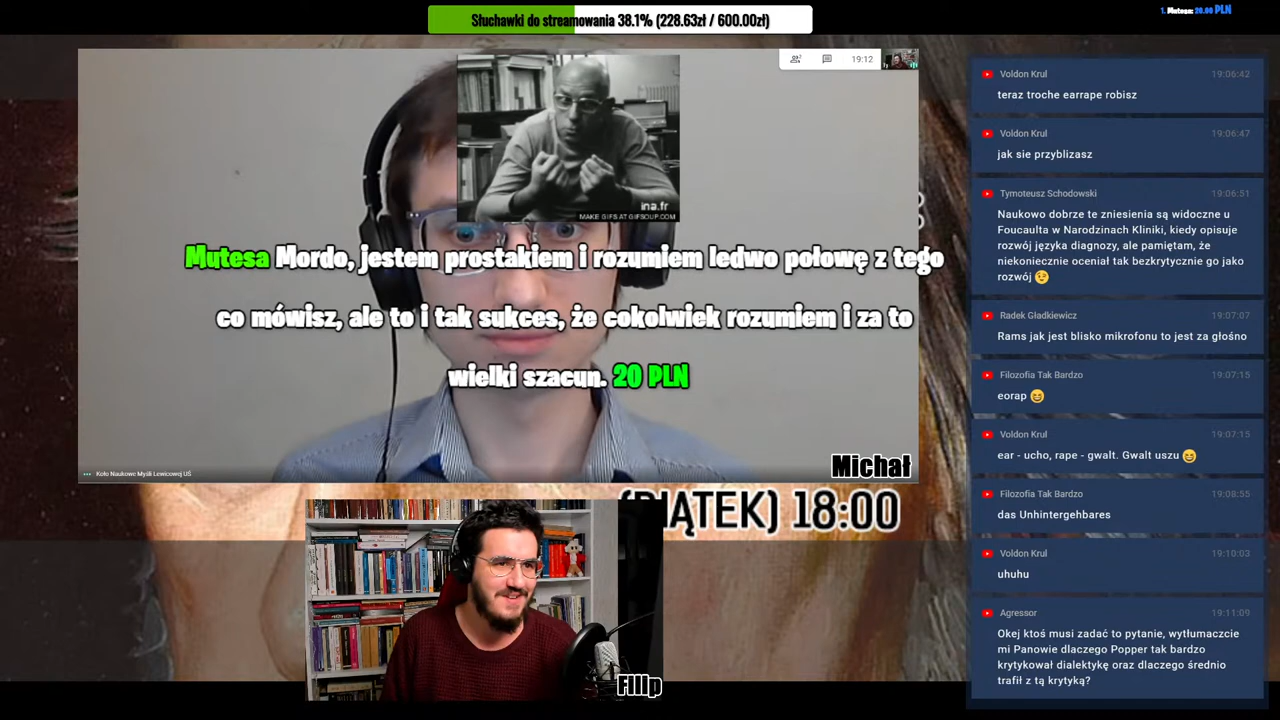 Słuchawki do streamowania 38.1% (228.63zł / 600.00zł)
1. Mutesa: 20.00 PLN
19:12
ina.fr
MAKE GIFS AT GIFSOUP.COM
Mutesa Mordo, jestem prostakiem i rozumiem ledwo połowę z tego
co mówisz, ale to i tak sukces, że cokolwiek rozumiem i za to
wielki szacun. 20 PLN
Koło Naukowe Myśli Lewicowej UŚ
Michał
(PIĄTEK) 18:00
Filip
Voldon Krul 19:06:42
teraz troche earrape robisz
Voldon Krul 19:06:47
jak sie przyblizasz
Tymoteusz Schodowski 19:06:51
Naukowo dobrze te zniesienia są widoczne u
Foucaulta w Narodzinach Kliniki, kiedy opisuje
rozwój języka diagnozy, ale pamiętam, że
niekoniecznie oceniał tak bezkrytycznie go jako
rozwój 😉
Radek Gładkiewicz 19:07:07
Rams jak jest blisko mikrofonu to jest za głośno
Filozofia Tak Bardzo 19:07:15
eorap 😆
Voldon Krul 19:07:15
ear - ucho, rape - gwalt. Gwalt uszu 😆
Filozofia Tak Bardzo 19:08:55
das Unhintergehbares
Voldon Krul 19:10:03
uhuhu
Agressor 19:11:09
Okej ktoś musi zadać to pytanie, wytłumaczcie
mi Panowie dlaczego Popper tak bardzo
krytykował dialektykę oraz dlaczego średnio
trafił z tą krytyką?